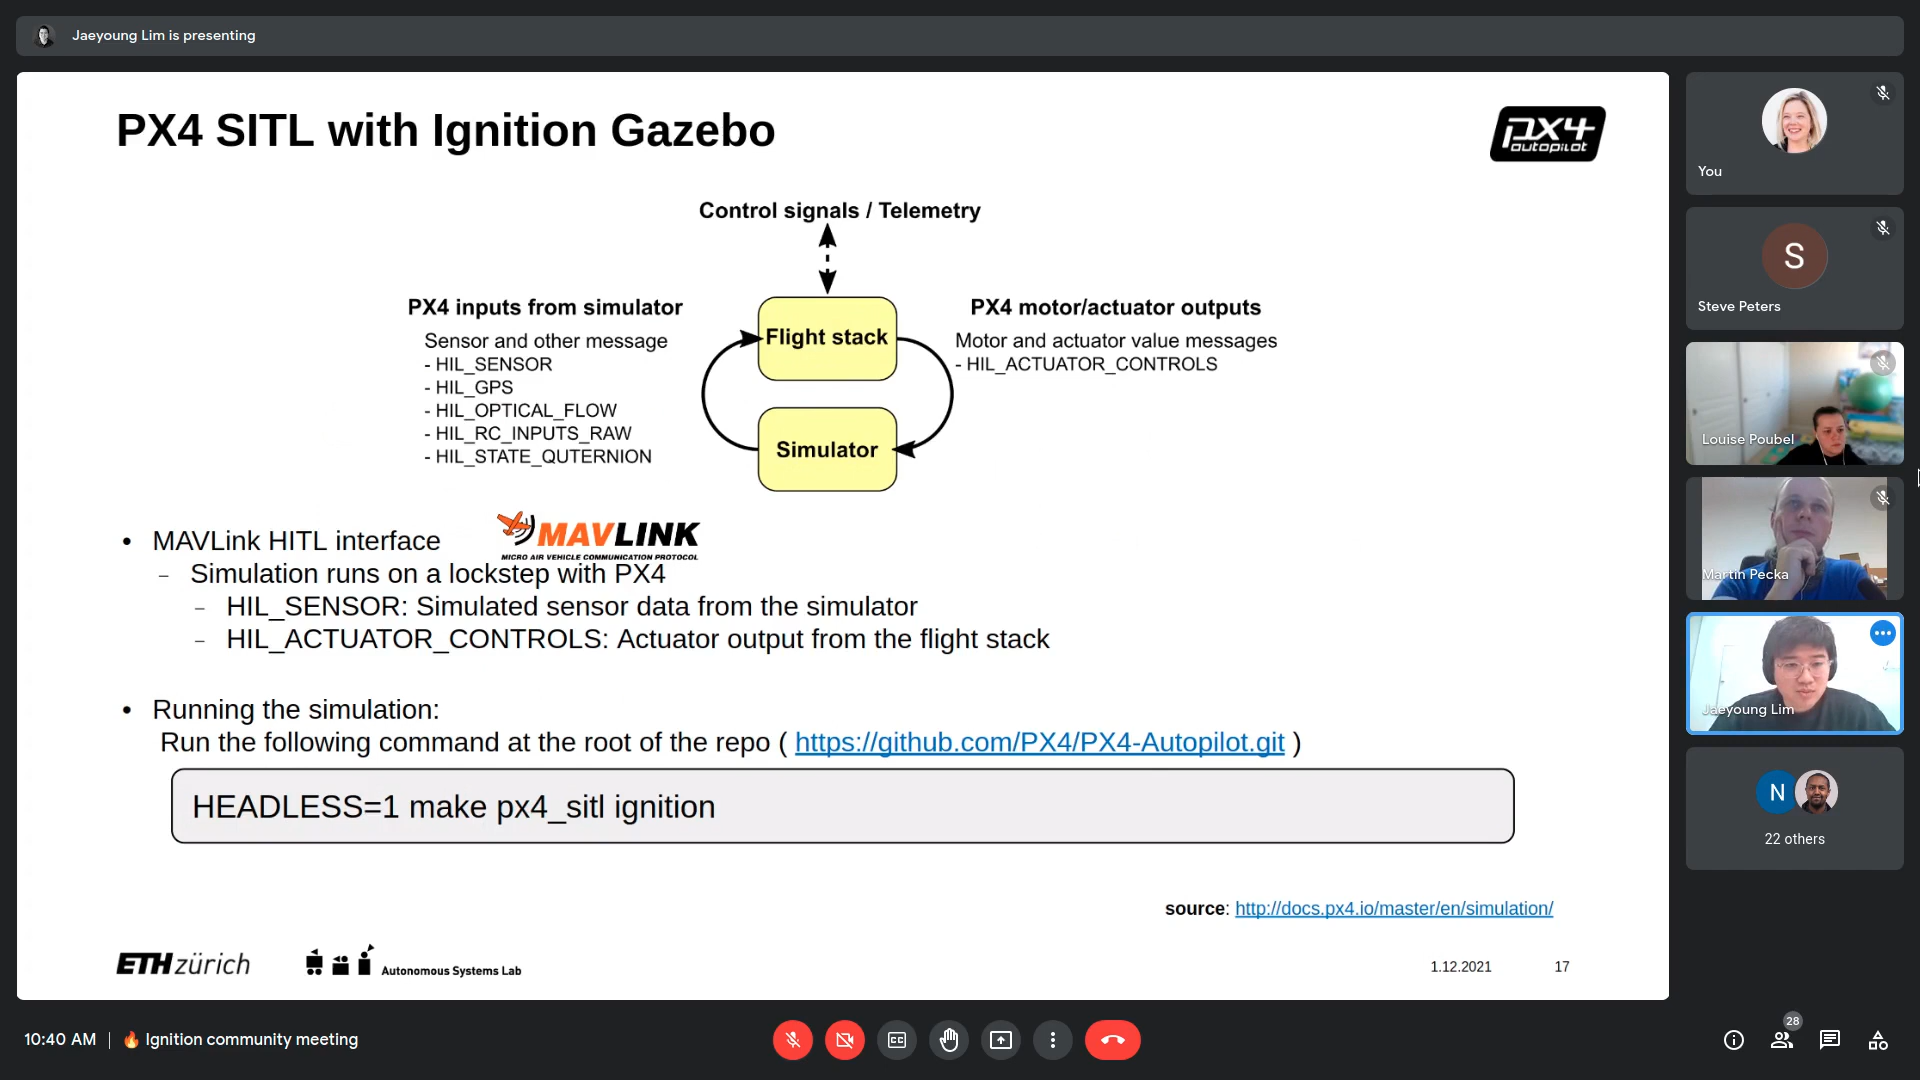 Jaeyoung Lim is presenting
PX4 SITL with Ignition Gazebo
px4
autopilot
Control signals / Telemetry
PX4 inputs from simulator
Sensor and other message
- HIL_SENSOR
- HIL_GPS
- HIL_OPTICAL_FLOW
- HIL_RC_INPUTS_RAW
- HIL_STATE_QUTERNION
Flight stack
Simulator
PX4 motor/actuator outputs
Motor and actuator value messages
- HIL_ACTUATOR_CONTROLS
• MAVLink HITL interface
MAVLINK
MICRO AIR VEHICLE COMMUNICATION PROTOCOL
– Simulation runs on a lockstep with PX4
– HIL_SENSOR: Simulated sensor data from the simulator
– HIL_ACTUATOR_CONTROLS: Actuator output from the flight stack
• Running the simulation:
Run the following command at the root of the repo ( https://github.com/PX4/PX4-Autopilot.git )
HEADLESS=1 make px4_sitl ignition
source: http://docs.px4.io/master/en/simulation/
ETH zürich
Autonomous Systems Lab
1.12.2021
17
You
S
Steve Peters
Louise Poubel
Martin Pecka
Jaeyoung Lim
N
22 others
10:40 AM | 🔥 Ignition community meeting
CC
28